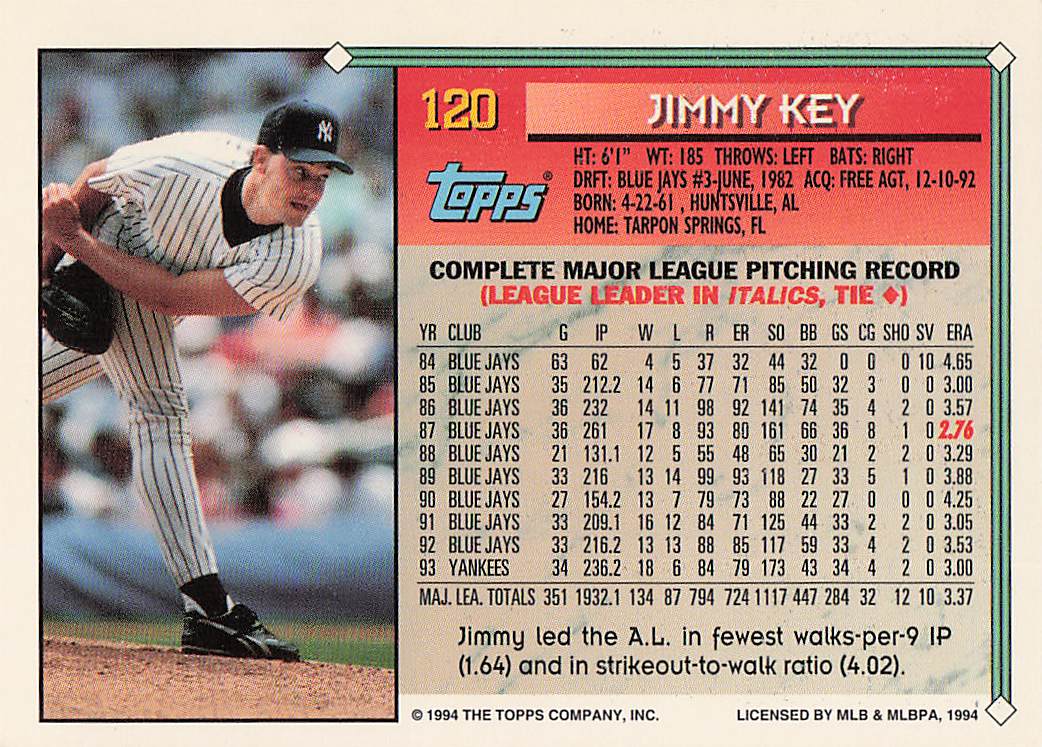 120 JIMMY KEY
topps®
HT: 6'1" WT: 185 THROWS: LEFT BATS: RIGHT
DRFT: BLUE JAYS #3-JUNE, 1982 ACQ: FREE AGT, 12-10-92
BORN: 4-22-61 , HUNTSVILLE, AL
HOME: TARPON SPRINGS, FL
COMPLETE MAJOR LEAGUE PITCHING RECORD
(LEAGUE LEADER IN ITALICS, TIE ♦)
YR CLUB G IP W L R ER SO BB GS CG SHO SV ERA
84 BLUE JAYS 63 62 4 5 37 32 44 32 0 0 0 10 4.65
85 BLUE JAYS 35 212.2 14 6 77 71 85 50 32 3 0 0 3.00
86 BLUE JAYS 36 232 14 11 98 92 141 74 35 4 2 0 3.57
87 BLUE JAYS 36 261 17 8 93 80 161 66 36 8 1 0 2.76
88 BLUE JAYS 21 131.1 12 5 55 48 65 30 21 2 2 0 3.29
89 BLUE JAYS 33 216 13 14 99 93 118 27 33 5 1 0 3.88
90 BLUE JAYS 27 154.2 13 7 79 73 88 22 27 0 0 0 4.25
91 BLUE JAYS 33 209.1 16 12 84 71 125 44 33 2 2 0 3.05
92 BLUE JAYS 33 216.2 13 13 88 85 117 59 33 4 2 0 3.53
93 YANKEES 34 236.2 18 6 84 79 173 43 34 4 2 0 3.00
MAJ. LEA. TOTALS 351 1932.1 134 87 794 724 1117 447 284 32 12 10 3.37
Jimmy led the A.L. in fewest walks-per-9 IP
(1.64) and in strikeout-to-walk ratio (4.02).
© 1994 THE TOPPS COMPANY, INC. LICENSED BY MLB & MLBPA, 1994
NY